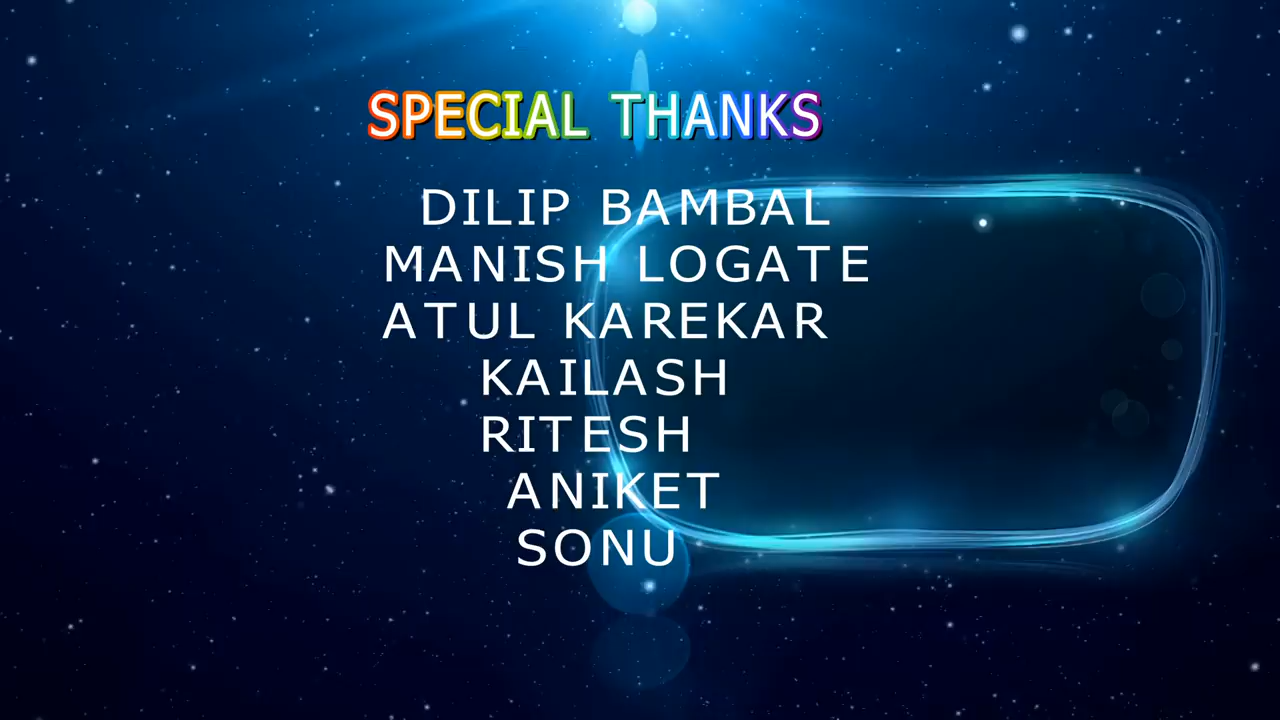 SPECIAL THANKS
DILIP BAMBAL
MANISH LOGATE
ATUL KAREKAR
KAILASH
RITESH
ANIKET
SONU